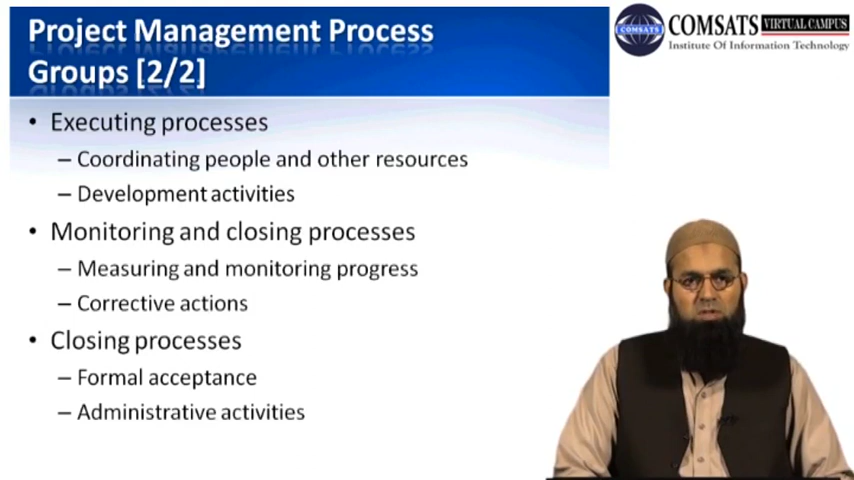 Project Management Process
Groups [2/2]
COMSATS
COMSATS VIRTUAL CAMPUS
Institute Of Information Technology
• Executing processes
– Coordinating people and other resources
– Development activities
• Monitoring and closing processes
– Measuring and monitoring progress
– Corrective actions
• Closing processes
– Formal acceptance
– Administrative activities